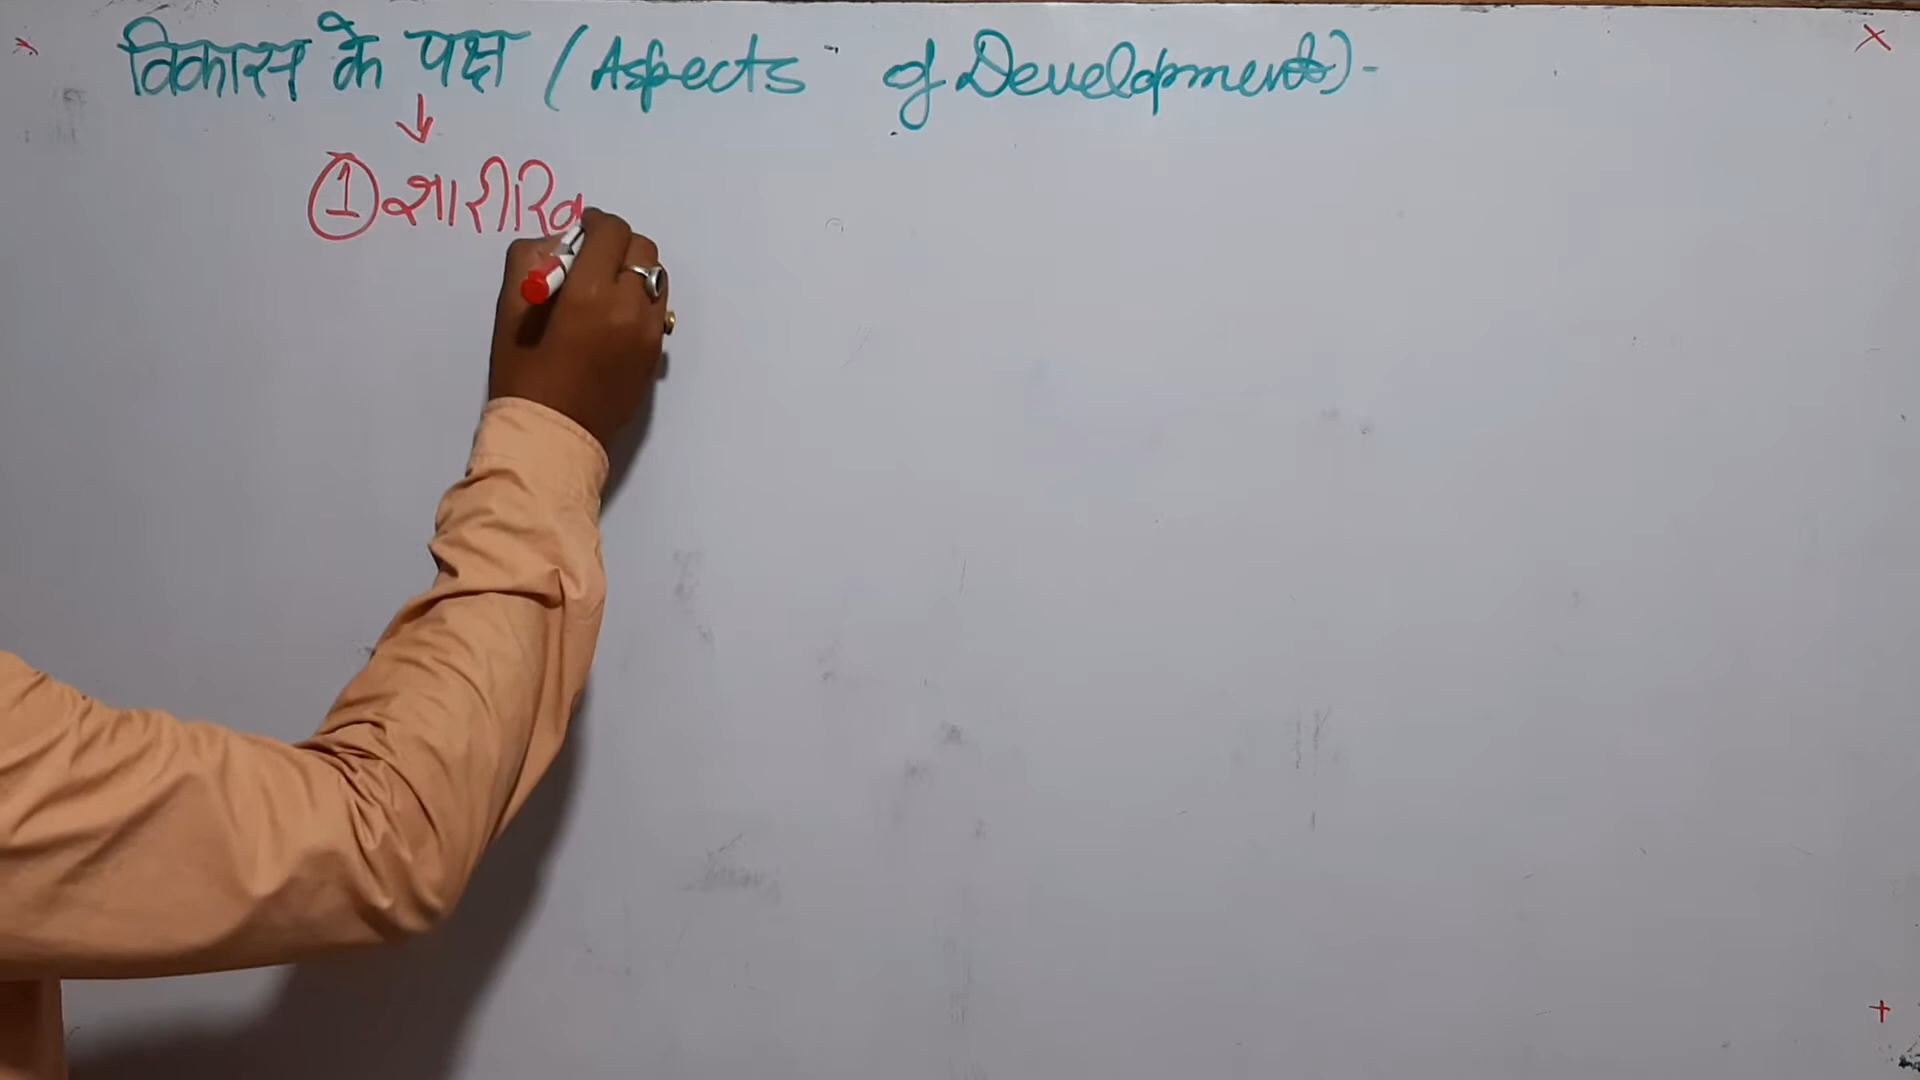 विकास के पक्ष (Aspects of Development) -
① शारीरिक